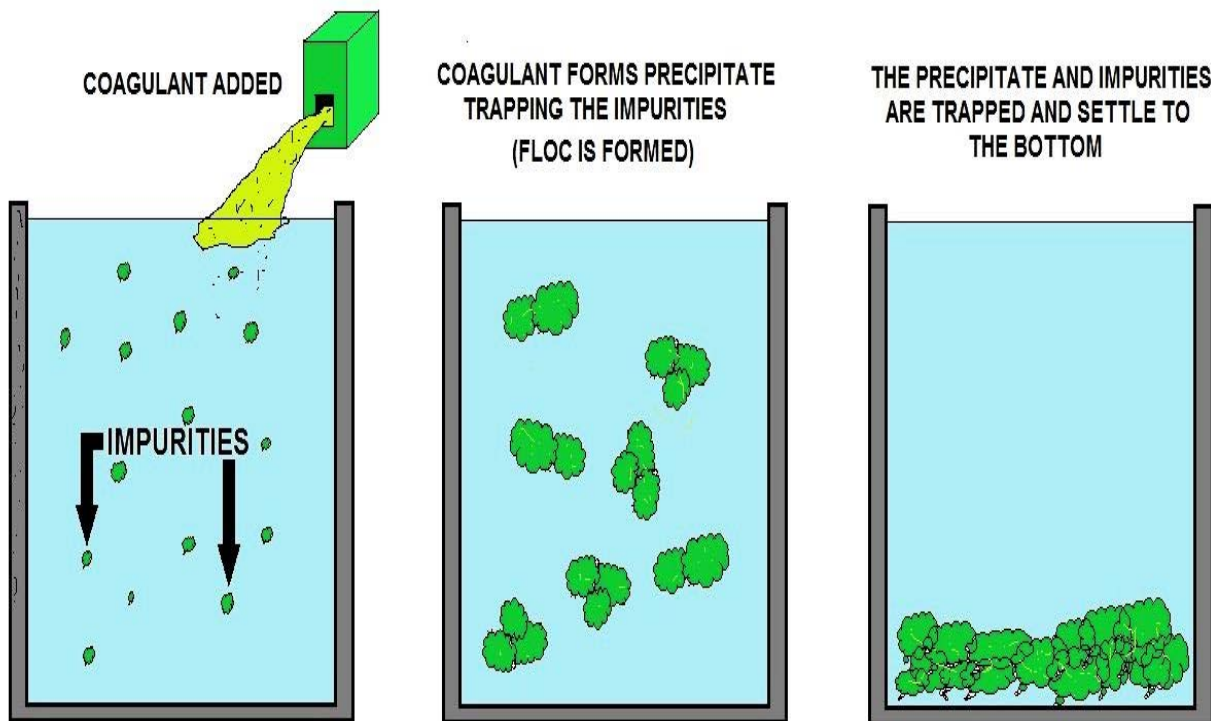 COAGULANT ADDED
COAGULANT FORMS PRECIPITATE
TRAPPING THE IMPURITIES
(FLOC IS FORMED)
THE PRECIPITATE AND IMPURITIES
ARE TRAPPED AND SETTLE TO
THE BOTTOM
IMPURITIES